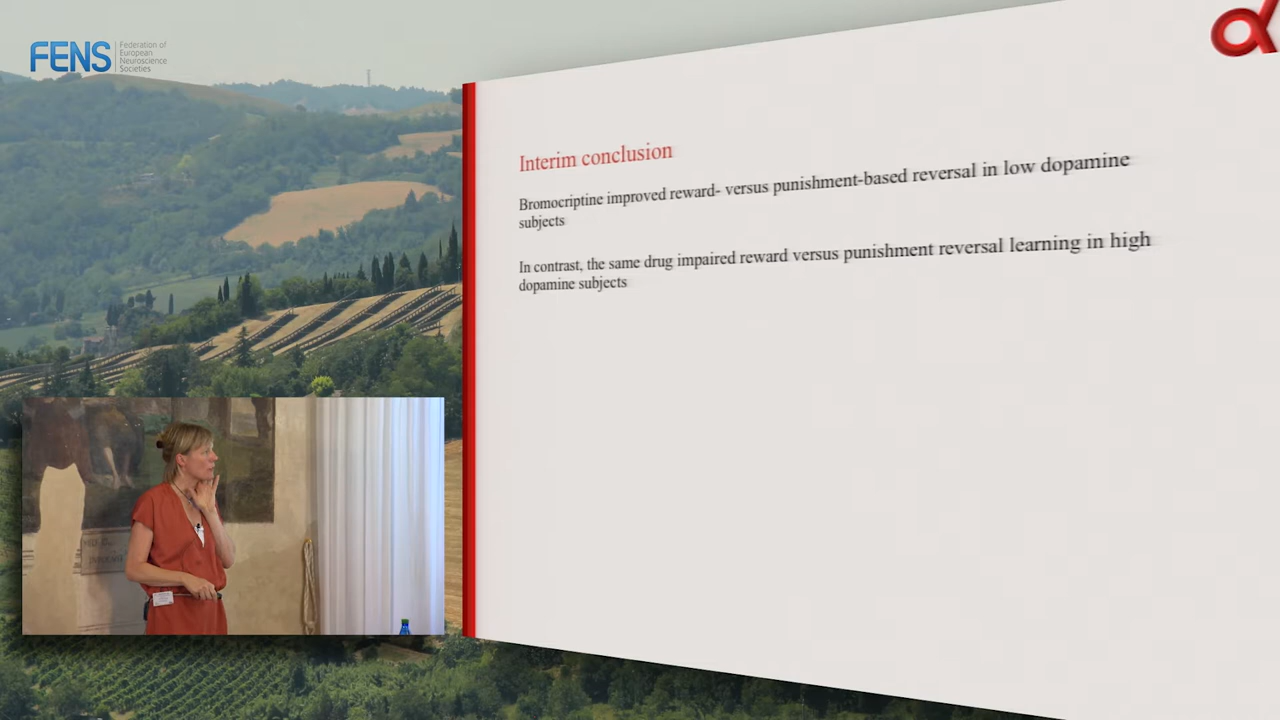 FENS
Federation of
European
Neuroscience
Societies
Interim conclusion
Bromocriptine improved reward- versus punishment-based reversal in low dopamine
subjects
In contrast, the same drug impaired reward versus punishment reversal learning in high
dopamine subjects